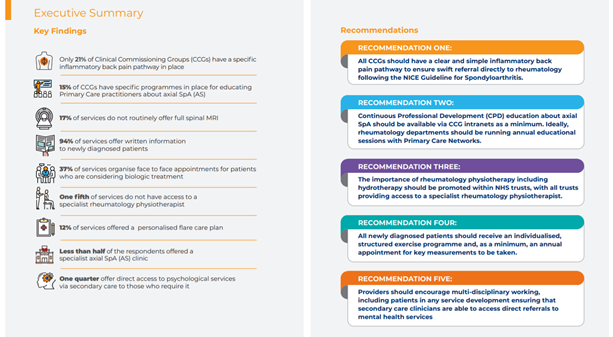 Executive Summary
Key Findings
Only 21% of Clinical Commissioning Groups (CCGs) have a specific
inflammatory back pain pathway in place
15% of CCGs have specific programmes in place for educating
Primary Care practitioners about axial SpA (AS)
17% of services do not routinely offer full spinal MRI
94% of services offer written information
to newly diagnosed patients
37% of services organise face to face appointments for patients
who are considering biologic treatment
One fifth of services do not have access to a
specialist rheumatology physiotherapist
12% of services offered a personalised flare care plan
Less than half of the respondents offered a
specialist axial SpA (AS) clinic
One quarter offer direct access to psychological services
via secondary care to those who require it
Recommendations
RECOMMENDATION ONE:
All CCGs should have a clear and simple inflammatory back
pain pathway to ensure swift referral directly to rheumatology
following the NICE Guideline for Spondyloarthritis.
RECOMMENDATION TWO:
Continuous Professional Development (CPD) education about axial
SpA should be available via CCG intranets as a minimum. Ideally,
rheumatology departments should be running annual educational
sessions with Primary Care Networks.
RECOMMENDATION THREE:
The importance of rheumatology physiotherapy including
hydrotherapy should be promoted within NHS trusts, with all trusts
providing access to a specialist rheumatology physiotherapist.
RECOMMENDATION FOUR:
All newly diagnosed patients should receive an individualised,
structured exercise programme and, as a minimum, an annual
appointment for key measurements to be taken.
RECOMMENDATION FIVE:
Providers should encourage multi-disciplinary working,
including patients in any service development ensuring that
secondary care clinicians are able to access direct referrals to
mental health services